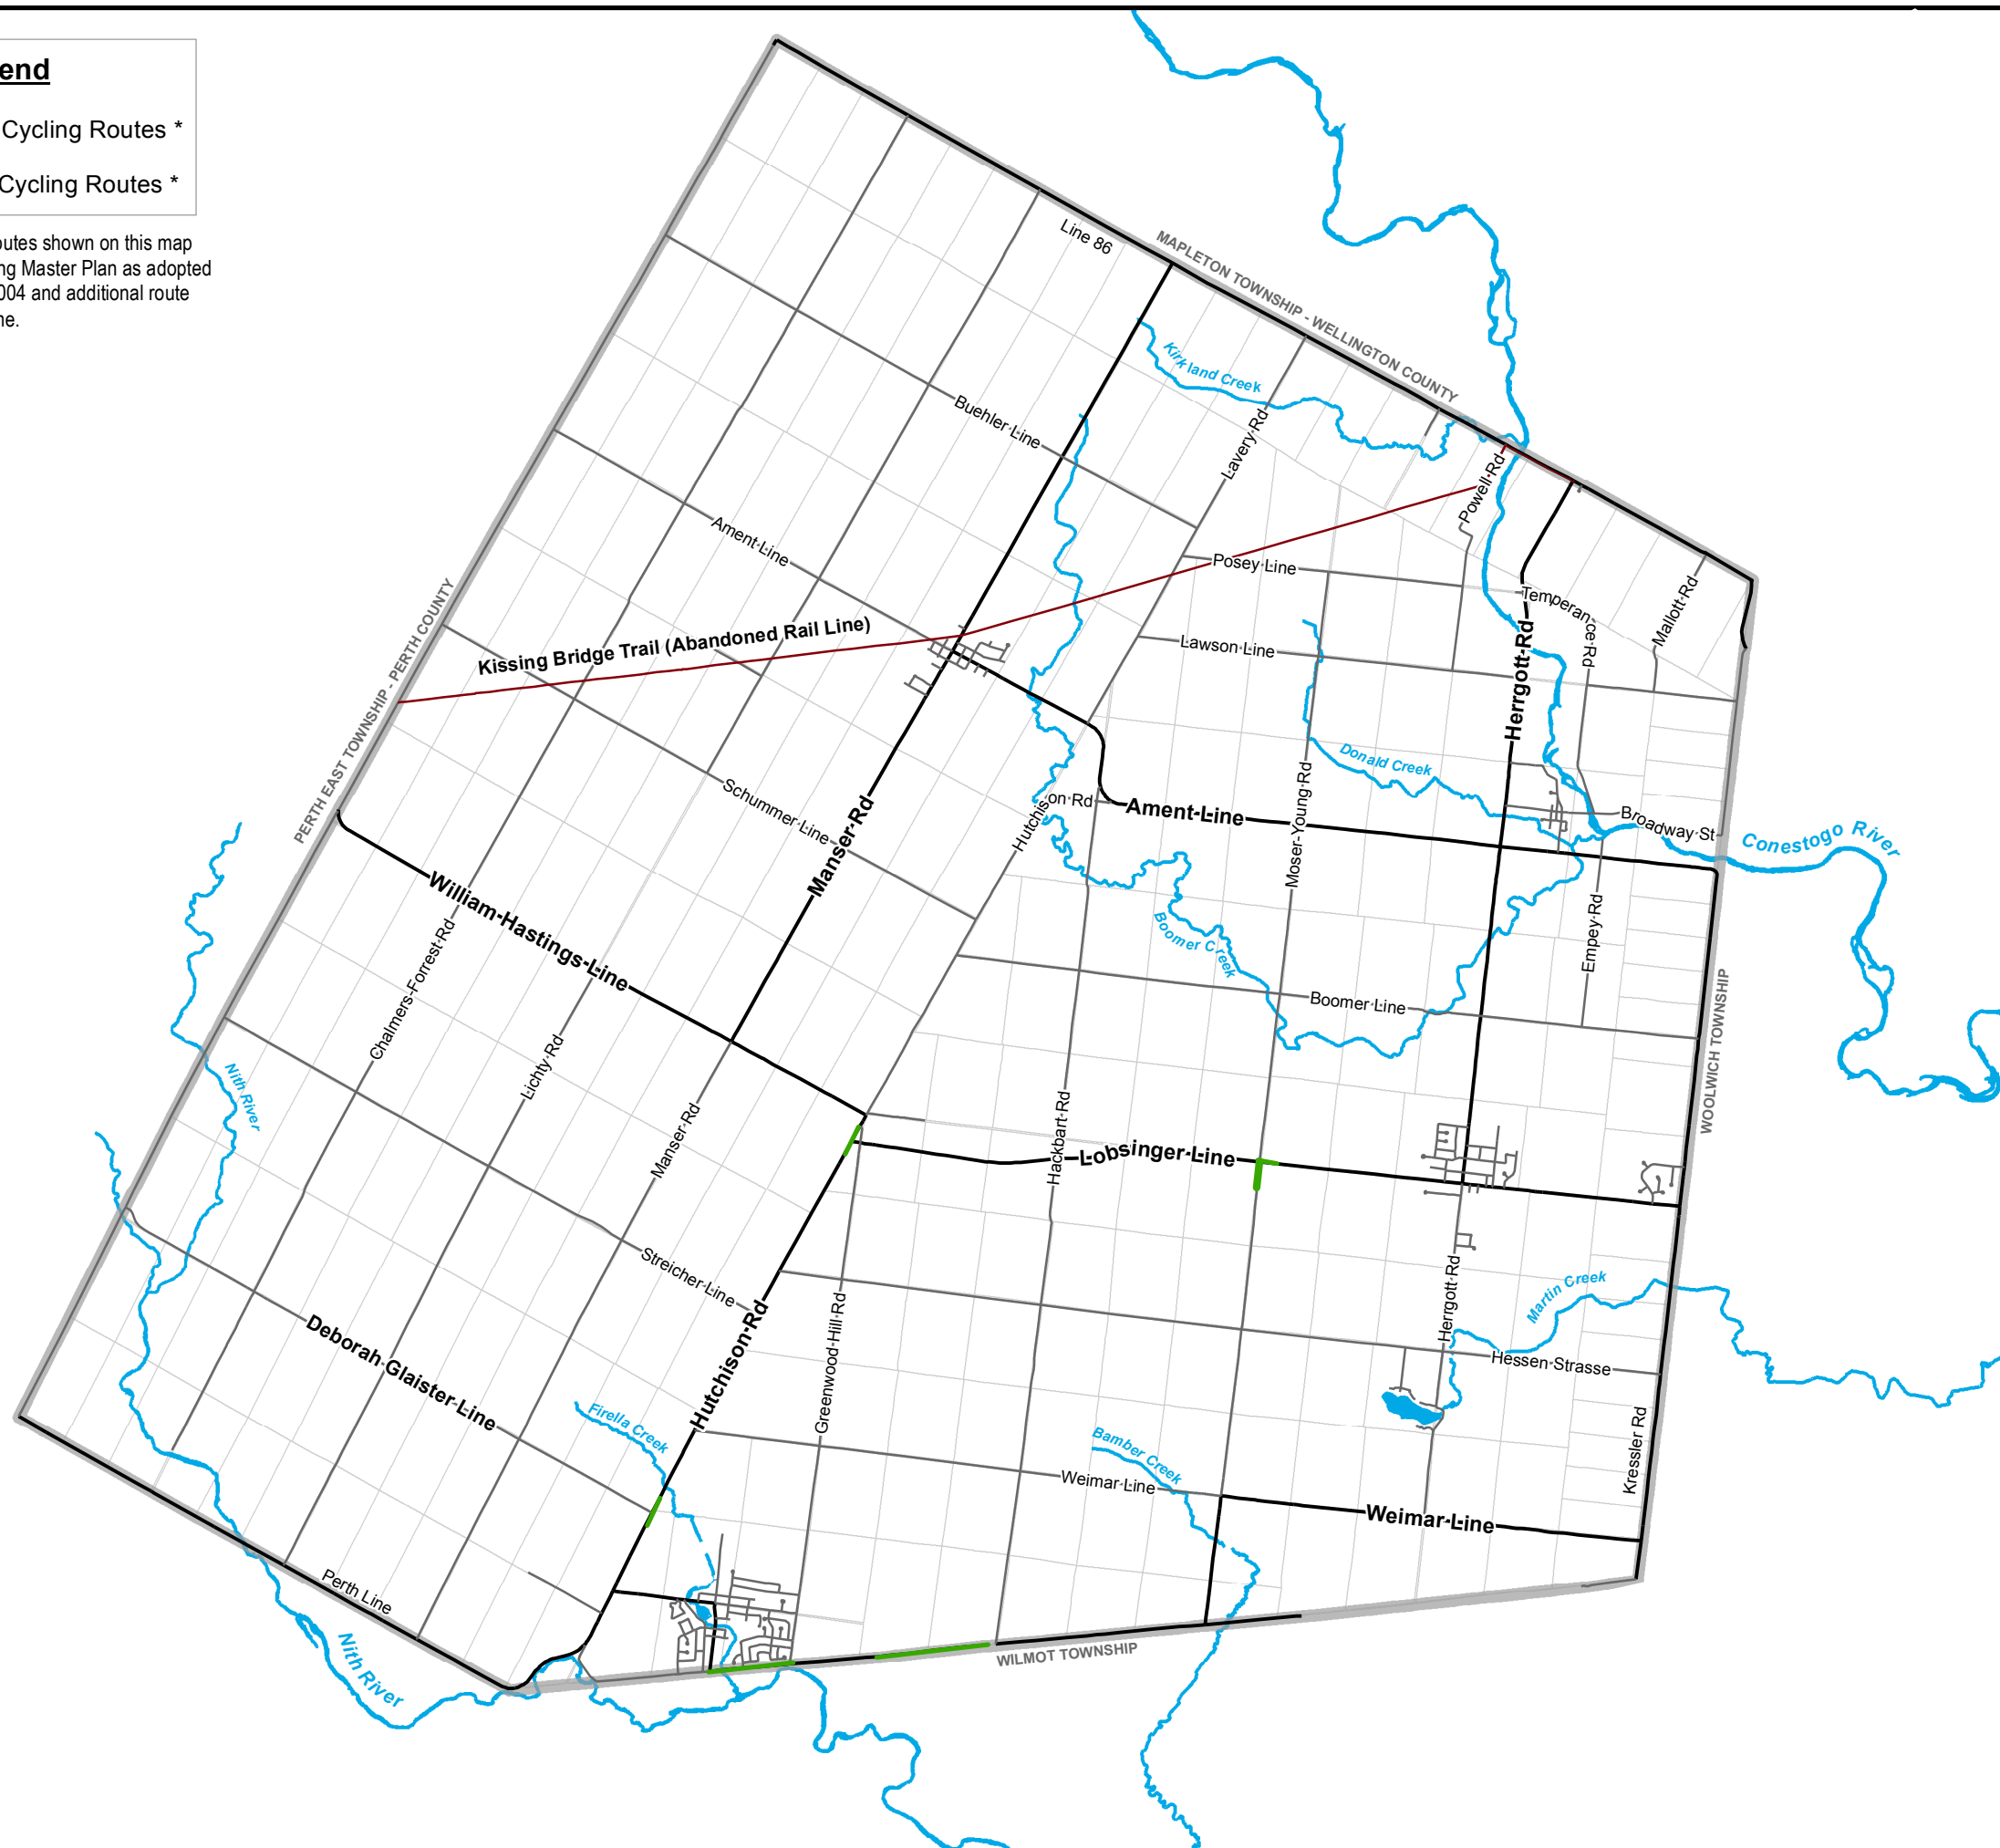 end
Cycling Routes *
Cycling Routes *
outes shown on this map
ng Master Plan as adopted
004 and additional route
ne.
Line 86
MAPLETON TOWNSHIP - WELLINGTON COUNTY
Kirkland Creek
Buehler Line
Lavery Rd
Powell Rd
Ament Line
Posey Line
Temperance Rd
Mallott Rd
PERTH EAST TOWNSHIP - PERTH COUNTY
Kissing Bridge Trail (Abandoned Rail Line)
Lawson Line
Herrgott Rd
Donald Creek
Schummer Line
Manser Rd
Hutchison Rd
Ament Line
Moser-Young Rd
Broadway St
Conestogo River
William Hastings Line
Chalmers-Forrest Rd
Boomer Creek
Empey Rd
Boomer Line
WOOLWICH TOWNSHIP
Nith River
Lichty Rd
Manser Rd
Hackbart Rd
Lobsinger Line
Streicher Line
Martin Creek
Herrgott Rd
Deborah Glaister Line
Hutchison Rd
Greenwood Hill Rd
Hessen Strasse
Firella Creek
Bamber Creek
Kressler Rd
Weimar Line
Weimar Line
Perth Line
Nith River
WILMOT TOWNSHIP